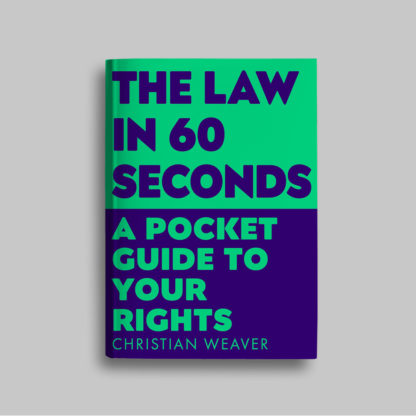 THE LAW
IN 60
SECONDS
A POCKET
GUIDE TO
YOUR
RIGHTS
CHRISTIAN WEAVER